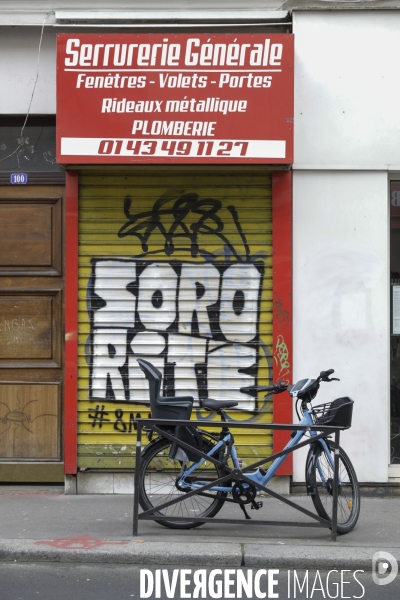 Serrurerie Générale
Fenêtres - Volets - Portes
Rideaux métallique
PLOMBERIE
01 43 49 11 27
100
SORO
RITE
DIVERGENCE IMAGES